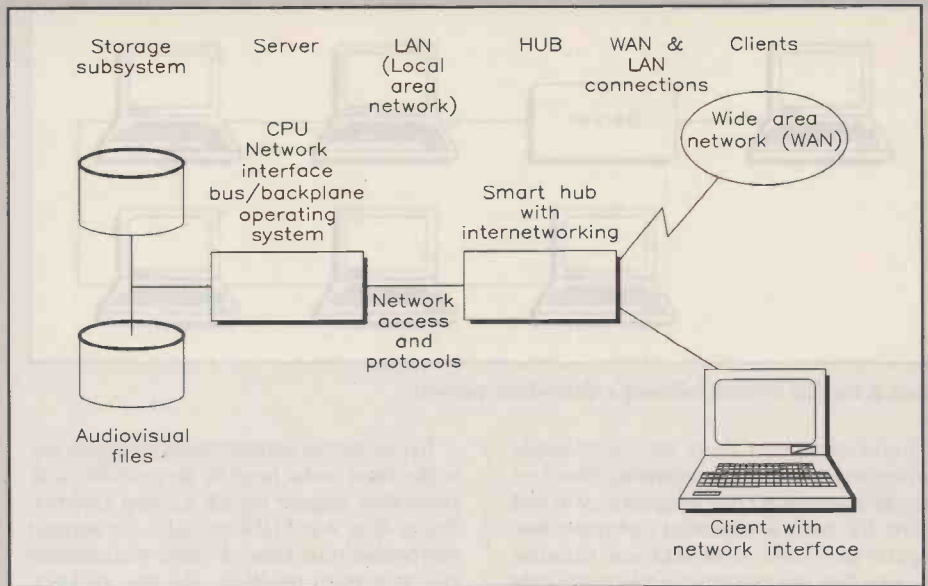 Storage
subsystem
Server
LAN
(Local
area
network)
HUB
WAN &
LAN
connections
Clients
CPU
Network
interface
bus/backplane
operating
system
Wide area
network (WAN)
Smart hub
with
internetworking
Network
access
and
protocols
Audiovisual
files
Client with
network interface